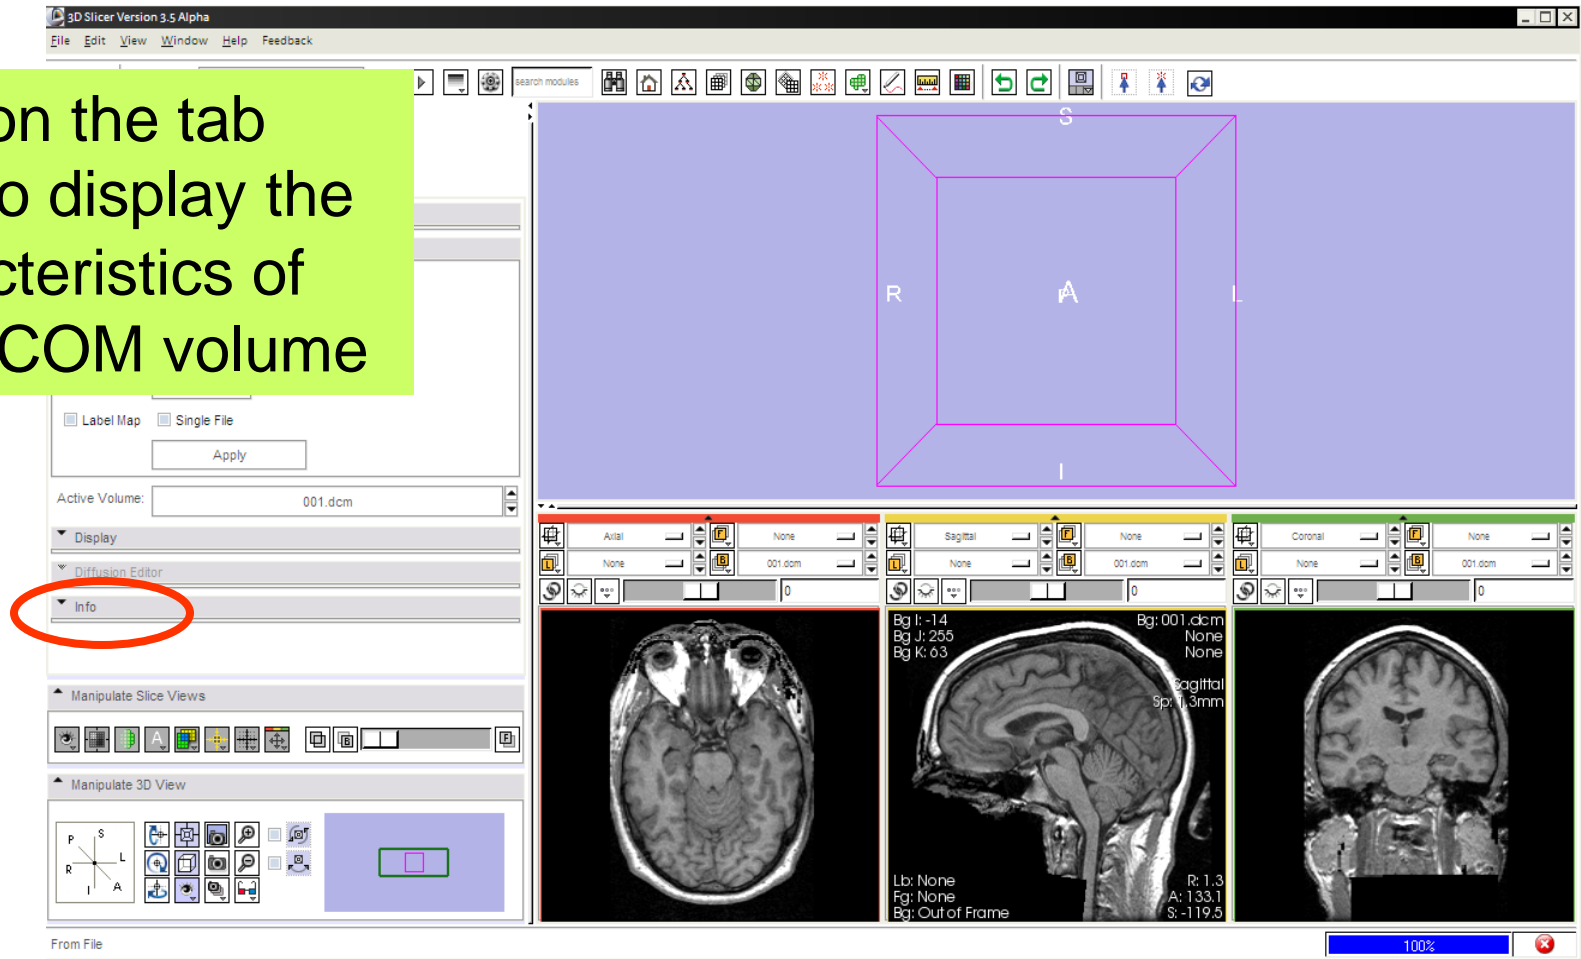 3D Slicer Version 3.5 Alpha
File Edit View Window Help Feedback
search modules
on the tab
o display the
cteristics of
COM volume
Label Map Single File
Apply
Active Volume: 001.dcm
Display
Diffusion Editor
Info
Manipulate Slice Views
A
B F
Manipulate 3D View
P S
R L
I A
S
R A L
P
I
Axial F None
L None B 001.dcm
0
Sagittal F None
L None B 001.dcm
0
Coronal F None
L None B 001.dcm
0
Bg I: -14 Bg: 001.dcm
Bg J: 255 None
Bg K: 63 None
Sagittal
Sp: 1.3mm
Lb: None R: 1.3
Fg: None A: 133.1
Bg: Out of Frame S: -119.5
From File 100%